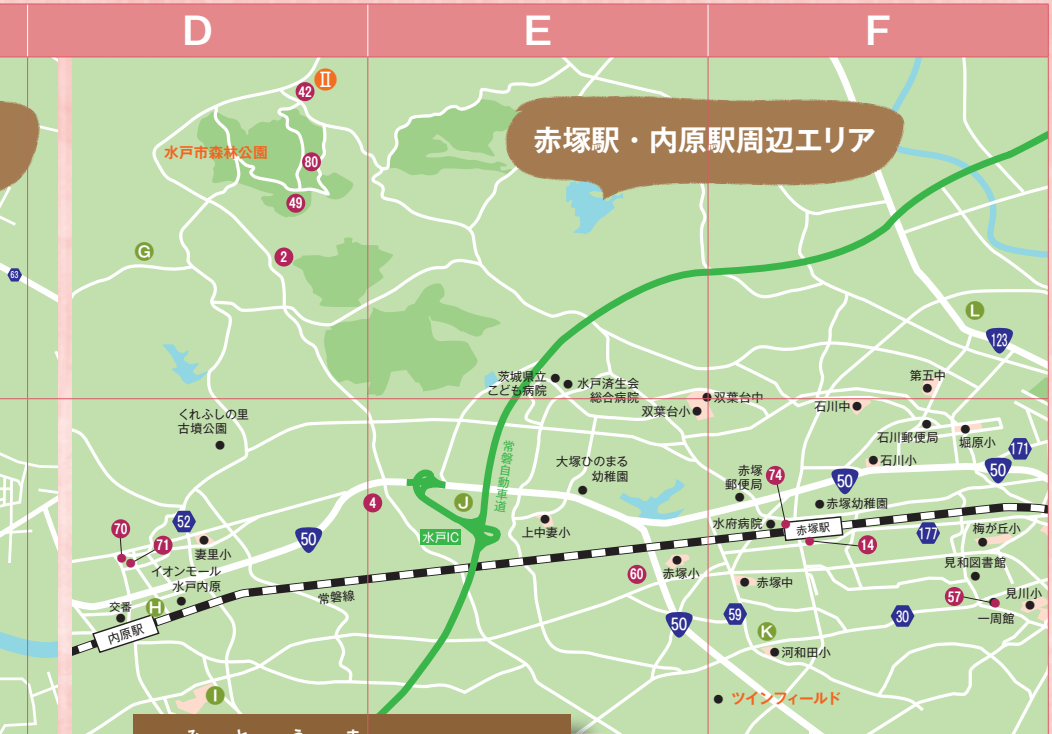 D
E
F
42
Ⅱ
赤塚駅・内原駅周辺エリア
水戸市森林公園
80
49
G
2
63
L
123
茨城県立
こども病院
水戸済生会
総合病院
双葉台小
双葉台中
第五中
石川中
くれふしの里
古墳公園
石川郵便局
堀原小
171
常磐自動車道
大塚ひのまる
幼稚園
赤塚
郵便局
74
石川小
50
50
4
J
赤塚幼稚園
52
70
71
妻里小
50
水戸IC
上中妻小
水府病院
赤塚駅
14
177
梅が丘小
イオンモール
水戸内原
60
赤塚小
赤塚中
見和図書館
57
見川小
一周館
交番
H
常磐線
内原駅
50
59
30
K
河和田小
I
ツインフィールド
みとうま